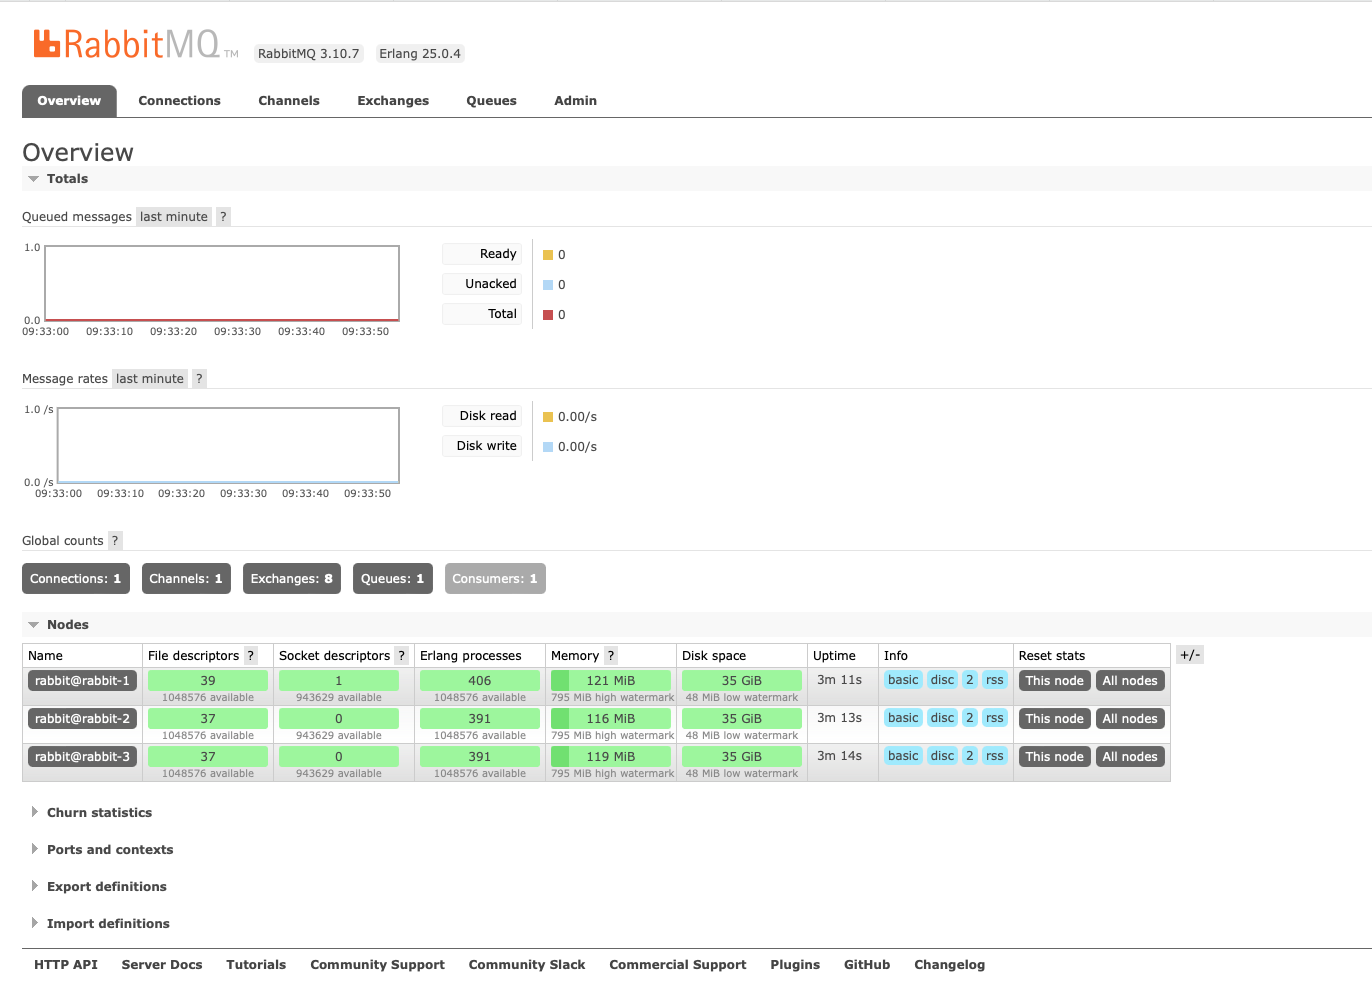 RabbitMQ TM RabbitMQ 3.10.7 Erlang 25.0.4
Overview Connections Channels Exchanges Queues Admin
Overview
Totals
Queued messages last minute ?
1.0
0.0
09:33:00 09:33:10 09:33:20 09:33:30 09:33:40 09:33:50
Ready 0
Unacked 0
Total 0
Message rates last minute ?
1.0 /s
0.0 /s
09:33:00 09:33:10 09:33:20 09:33:30 09:33:40 09:33:50
Disk read 0.00/s
Disk write 0.00/s
Global counts ?
Connections: 1 Channels: 1 Exchanges: 8 Queues: 1 Consumers: 1
Nodes
Name File descriptors ? Socket descriptors ? Erlang processes Memory ? Disk space Uptime Info Reset stats +/-
rabbit@rabbit-1 39 1 406 121 MiB 35 GiB 3m 11s basic disc 2 rss This node All nodes
1048576 available 943629 available 1048576 available 795 MiB high watermark 48 MiB low watermark
rabbit@rabbit-2 37 0 391 116 MiB 35 GiB 3m 13s basic disc 2 rss This node All nodes
1048576 available 943629 available 1048576 available 795 MiB high watermark 48 MiB low watermark
rabbit@rabbit-3 37 0 391 119 MiB 35 GiB 3m 14s basic disc 2 rss This node All nodes
1048576 available 943629 available 1048576 available 795 MiB high watermark 48 MiB low watermark
Churn statistics
Ports and contexts
Export definitions
Import definitions
HTTP API Server Docs Tutorials Community Support Community Slack Commercial Support Plugins GitHub Changelog